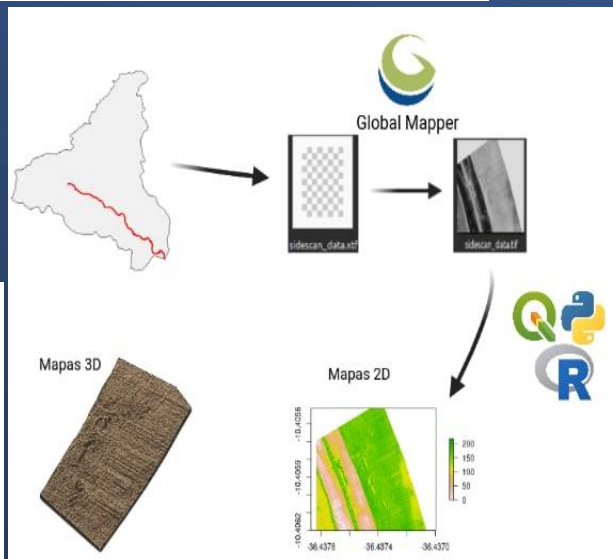 Global Mapper
sidescan_data.xtf
sidescan_data.tif
R
Mapas 3D
Mapas 2D
-10.4056
-10.4069
-10.4062
200
150
100
50
0
-36.4378
-36.4374
-36.4370